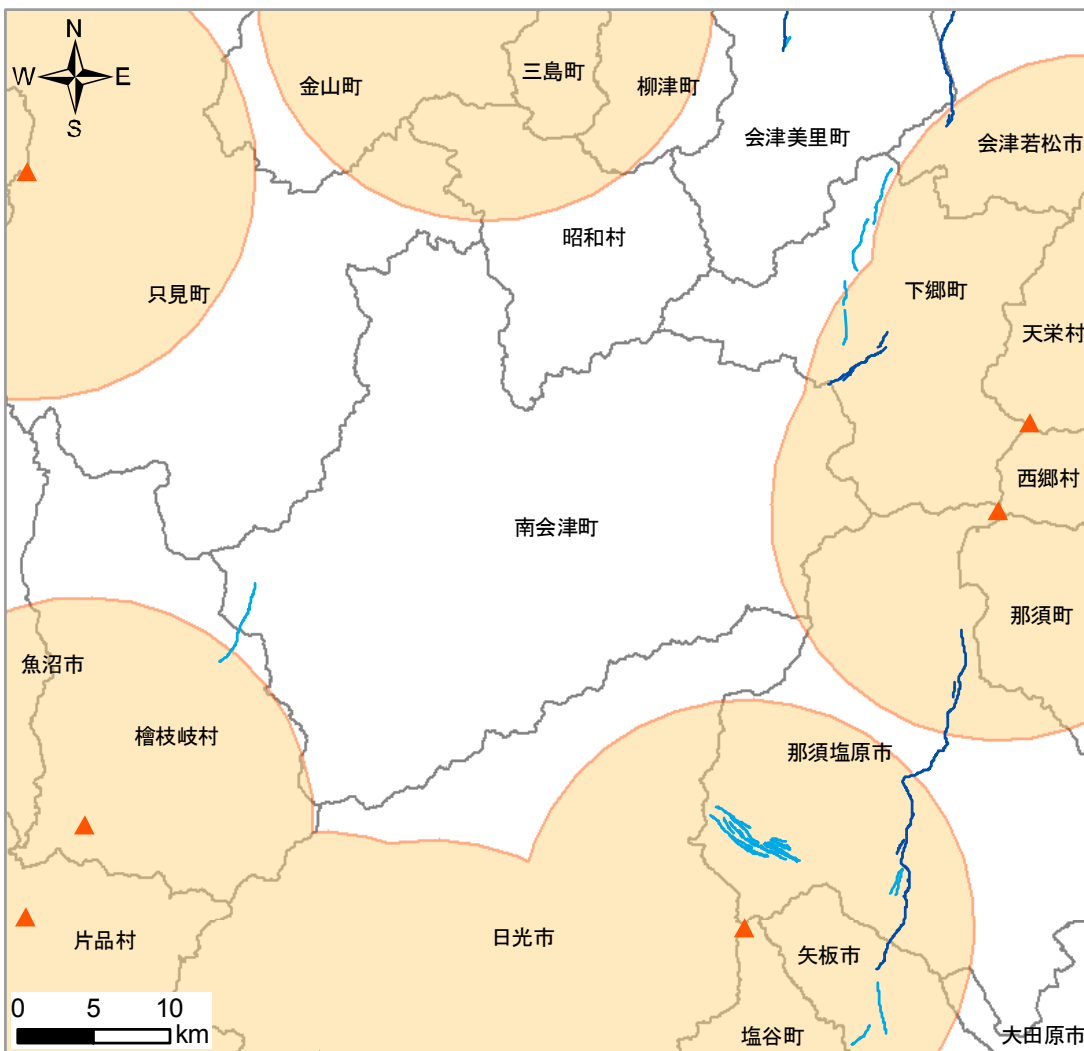 N
W E
S
金山町
三島町
柳津町
会津美里町
会津若松市
昭和村
只見町
下郷町
天栄村
西郷村
南会津町
那須町
魚沼市
檜枝岐村
那須塩原市
片品村
日光市
矢板市
塩谷町
大田原市
0 5 10
km